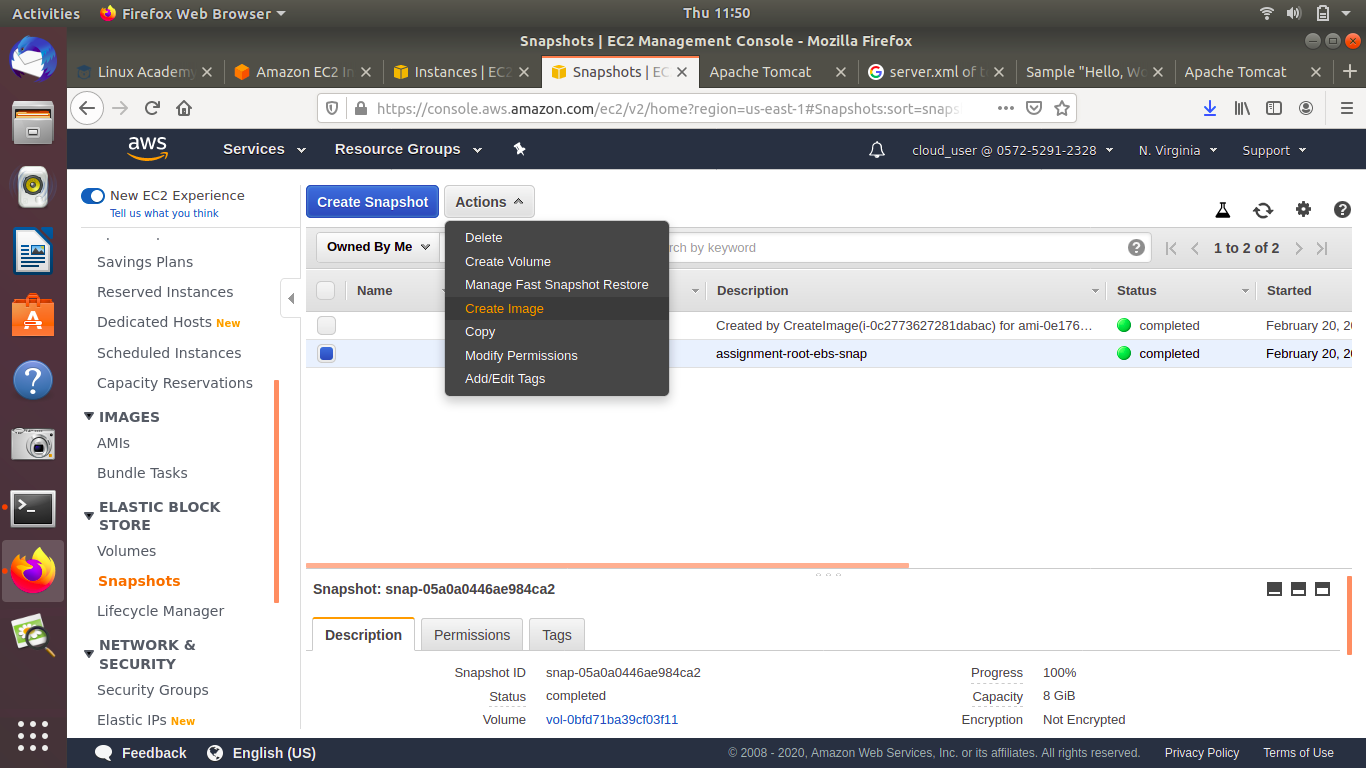 Activities Firefox Web Browser Thu 11:50
Snapshots | EC2 Management Console - Mozilla Firefox
Linux Academy Amazon EC2 In Instances | EC2 Snapshots | EC Apache Tomcat server.xml of t Sample "Hello, Wo Apache Tomcat
https://console.aws.amazon.com/ec2/v2/home?region=us-east-1#Snapshots:sort=snaps
aws Services Resource Groups cloud_user @ 0572-5291-2328 N. Virginia Support
New EC2 Experience
Tell us what you think
Savings Plans
Reserved Instances
Dedicated Hosts New
Scheduled Instances
Capacity Reservations
IMAGES
AMIs
Bundle Tasks
ELASTIC BLOCK
STORE
Volumes
Snapshots
Lifecycle Manager
NETWORK &
SECURITY
Security Groups
Elastic IPs New
Create Snapshot Actions
Owned By Me rch by keyword 1 to 2 of 2
Delete
Create Volume
Manage Fast Snapshot Restore
Create Image
Copy
Modify Permissions
Add/Edit Tags
Name Description Status Started
Created by CreateImage(i-0c2773627281dabac) for ami-0e176… completed February 20, 20
assignment-root-ebs-snap completed February 20, 20
Snapshot: snap-05a0a0446ae984ca2
Description Permissions Tags
Snapshot ID snap-05a0a0446ae984ca2 Progress 100%
Status completed Capacity 8 GiB
Volume vol-0bfd71ba39cf03f11 Encryption Not Encrypted
Feedback English (US) © 2008 - 2020, Amazon Web Services, Inc. or its affiliates. All rights reserved. Privacy Policy Terms of Use